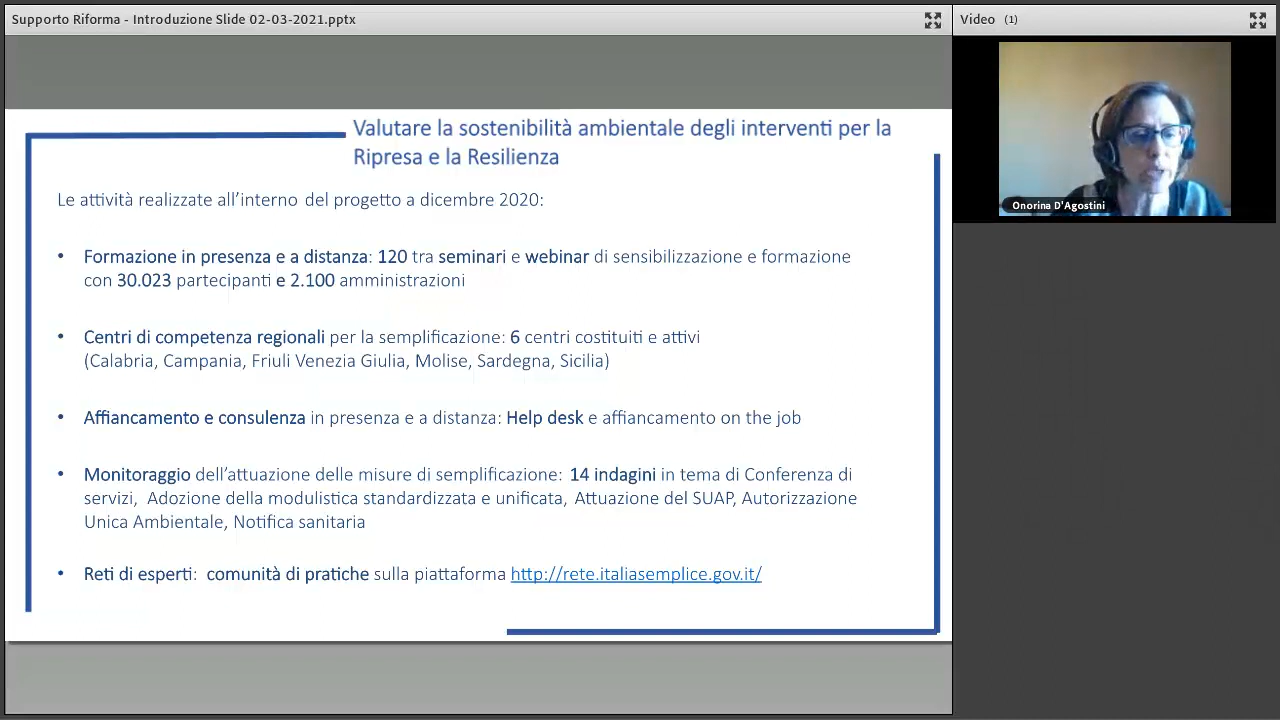 Supporto Riforma - Introduzione Slide 02-03-2021.pptx
Video (1)
Valutare la sostenibilità ambientale degli interventi per la
Ripresa e la Resilienza
Le attività realizzate all'interno del progetto a dicembre 2020:
• Formazione in presenza e a distanza: 120 tra seminari e webinar di sensibilizzazione e formazione
con 30.023 partecipanti e 2.100 amministrazioni
• Centri di competenza regionali per la semplificazione: 6 centri costituiti e attivi
(Calabria, Campania, Friuli Venezia Giulia, Molise, Sardegna, Sicilia)
• Affiancamento e consulenza in presenza e a distanza: Help desk e affiancamento on the job
• Monitoraggio dell'attuazione delle misure di semplificazione: 14 indagini in tema di Conferenza di
servizi, Adozione della modulistica standardizzata e unificata, Attuazione del SUAP, Autorizzazione
Unica Ambientale, Notifica sanitaria
• Reti di esperti: comunità di pratiche sulla piattaforma http://rete.italiasemplice.gov.it/
Onorina D'Agostini